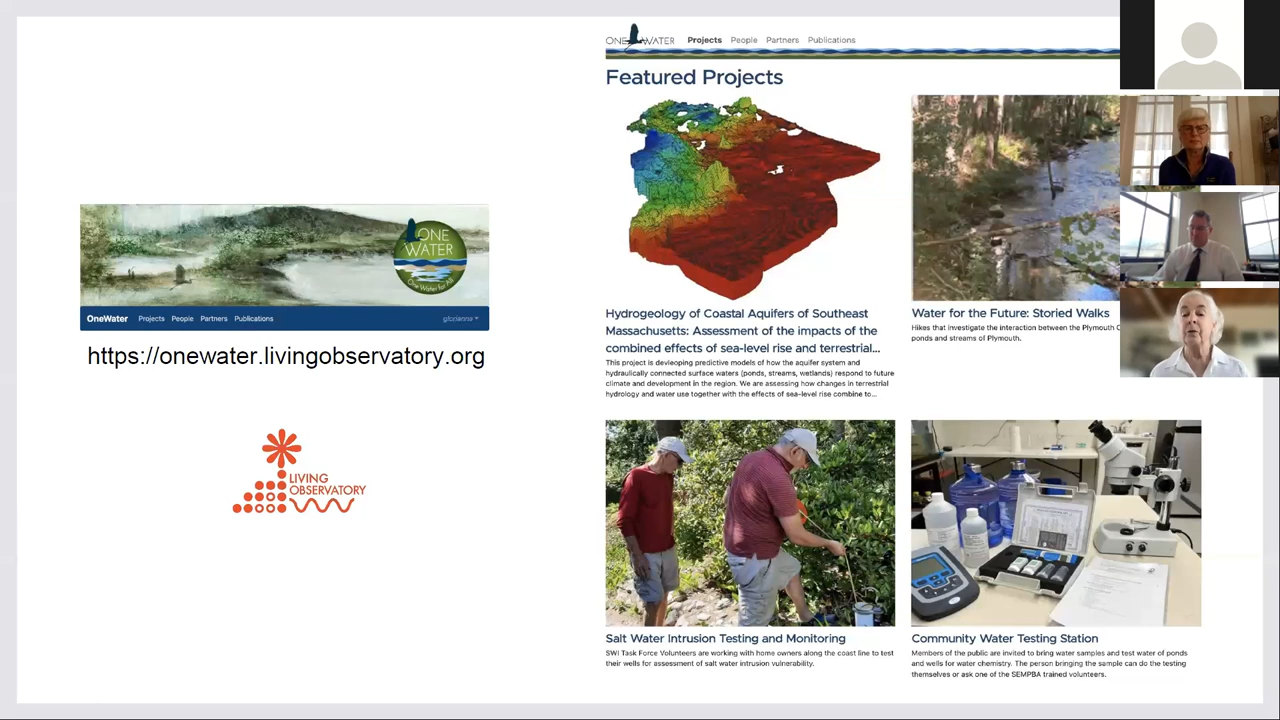 ONE WATER
One Water for All
OneWater Projects People Partners Publications glorianna
https://onewater.livingobservatory.org
LIVING
OBSERVATORY
ONE WATER Projects People Partners Publications
Featured Projects
Hydrogeology of Coastal Aquifers of Southeast
Massachusetts: Assessment of the impacts of the
combined effects of sea-level rise and terrestrial...
This project is devleoping predictive models of how the aquifer system and
hydraulically connected surface waters (ponds, streams, wetlands) respond to future
climate and development in the region. We are assessing how changes in terrestrial
hydrology and water use together with the effects of sea-level rise combine to...
Water for the Future: Storied Walks
Hikes that investigate the interaction between the Plymouth C
ponds and streams of Plymouth.
Salt Water Intrusion Testing and Monitoring
SWI Task Force Volunteers are working with home owners along the coast line to test
their wells for assessment of salt water intrusion vulnerability.
Community Water Testing Station
Members of the public are invited to bring water samples and test water of ponds
and wells for water chemistry. The person bringing the sample can do the testing
themselves or ask one of the SEMPBA trained volunteers.